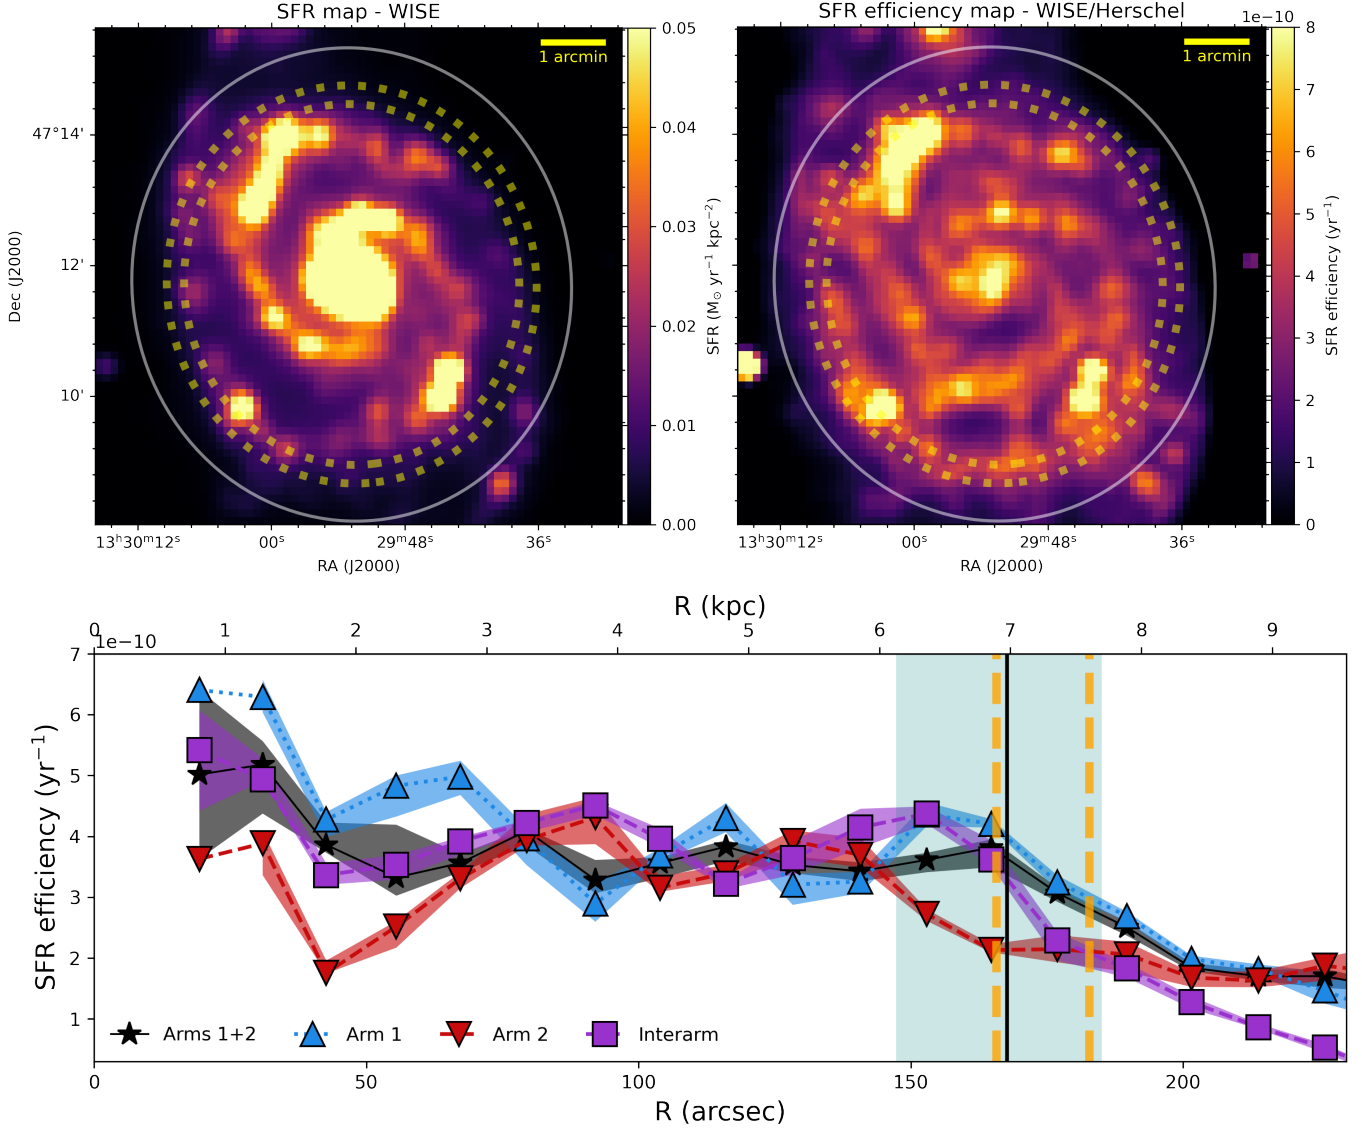 SFR map - WISE
SFR efficiency map - WISE/Herschel
1e−10
1 arcmin
1 arcmin
47°14'
12'
10'
Dec (J2000)
0.05
0.04
0.03
0.02
0.01
0.00
SFR (M⊙ yr⁻¹ kpc⁻²)
8
7
6
5
4
3
2
1
0
SFR efficiency (yr⁻¹)
13ʰ30ᵐ12ˢ 00ˢ 29ᵐ48ˢ 36ˢ
RA (J2000)
13ʰ30ᵐ12ˢ 00ˢ 29ᵐ48ˢ 36ˢ
RA (J2000)
R (kpc)
0 1 2 3 4 5 6 7 8 9
1e−10
7
6
5
4
3
2
1
SFR efficiency (yr⁻¹)
Arms 1+2 Arm 1 Arm 2 Interarm
0 50 100 150 200
R (arcsec)